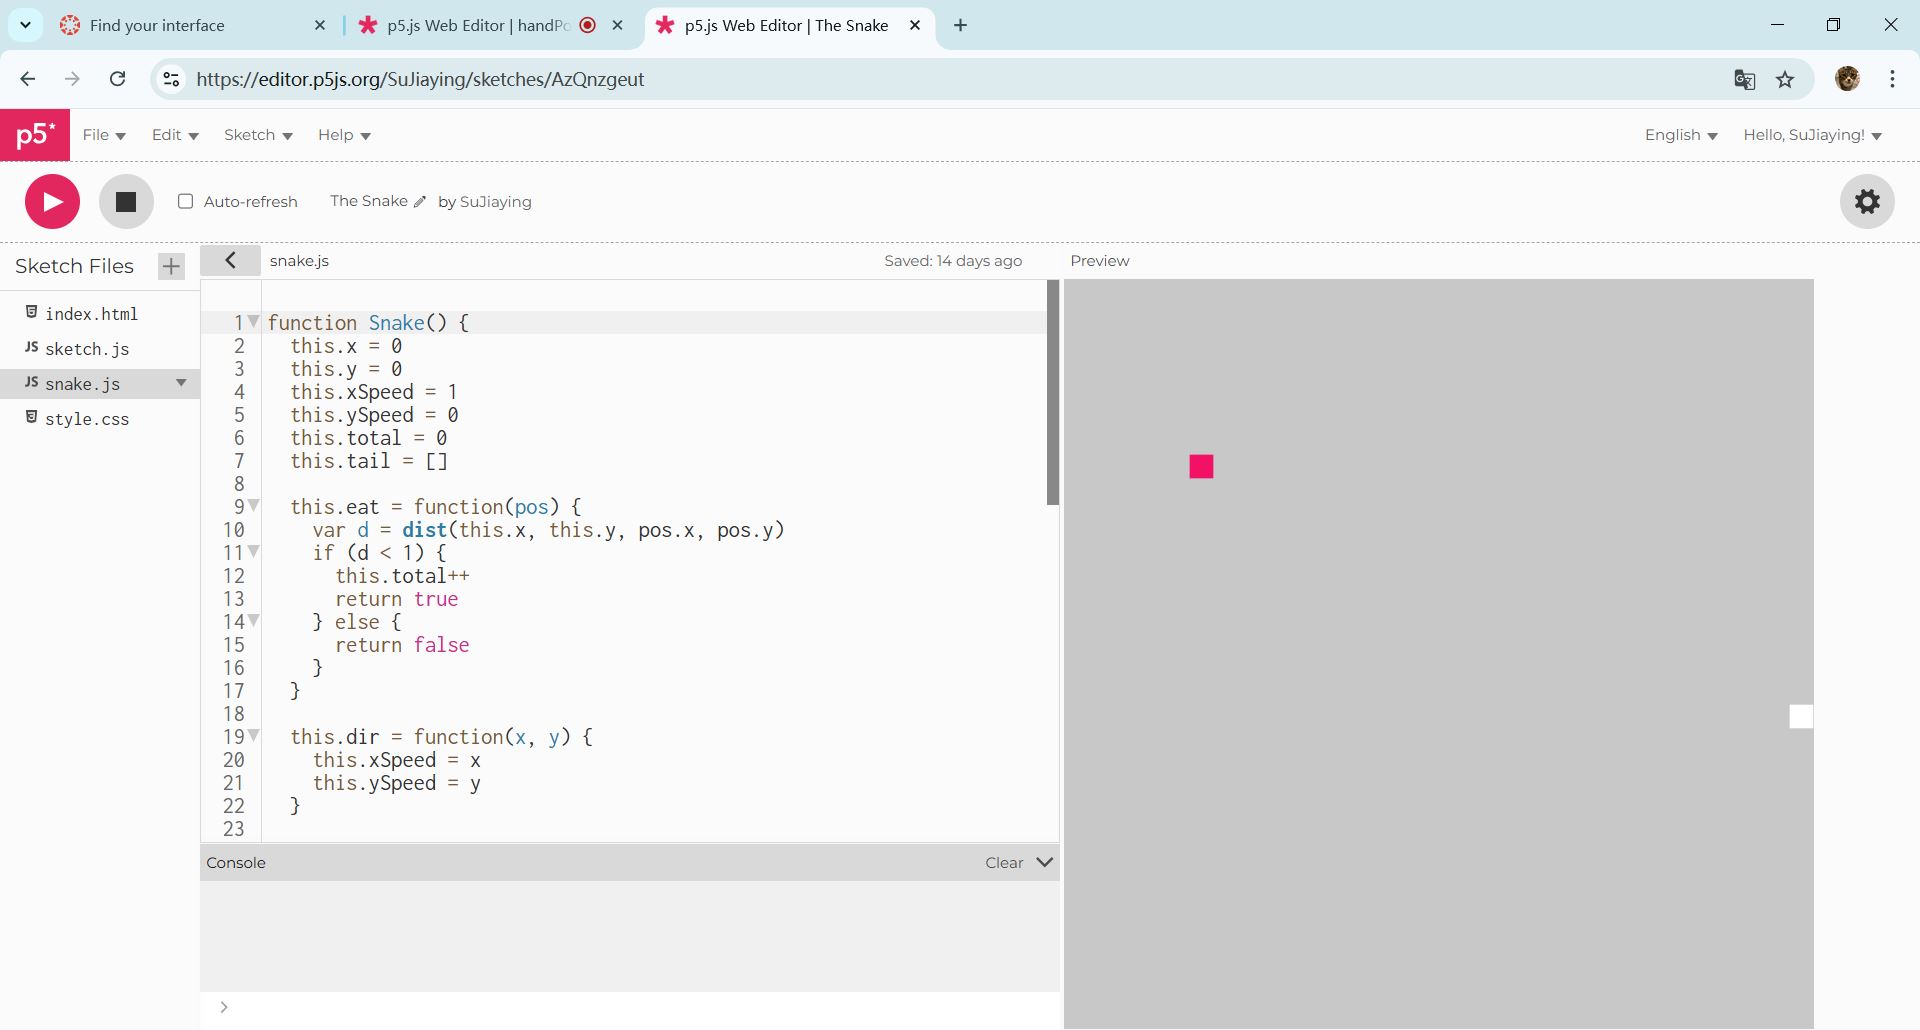 Find your interface
p5.js Web Editor | handPo
p5.js Web Editor | The Snake
https://editor.p5js.org/SuJiaying/sketches/AzQnzgeut
p5*
File
Edit
Sketch
Help
English
Hello, SuJiaying!
Auto-refresh
The Snake
by SuJiaying
Sketch Files
snake.js
Saved: 14 days ago
Preview
index.html
JS sketch.js
JS snake.js
style.css
1 function Snake() {
2 this.x = 0
3 this.y = 0
4 this.xSpeed = 1
5 this.ySpeed = 0
6 this.total = 0
7 this.tail = []
8
9 this.eat = function(pos) {
10 var d = dist(this.x, this.y, pos.x, pos.y)
11 if (d < 1) {
12 this.total++
13 return true
14 } else {
15 return false
16 }
17 }
18
19 this.dir = function(x, y) {
20 this.xSpeed = x
21 this.ySpeed = y
22 }
23
Console
Clear
>